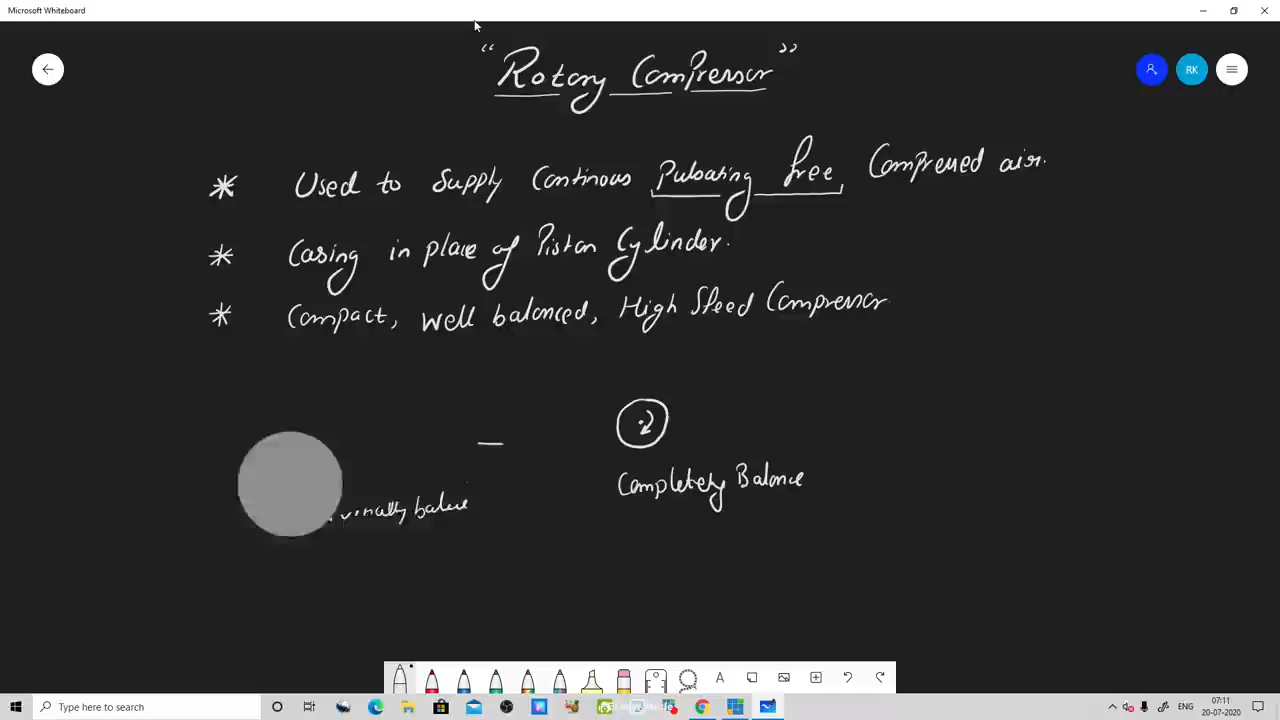 Microsoft Whiteboard
“Rotary Compressor”
RK
* Used to Supply Continous Pulsating free Compressed air.
* Casing in place of Piston Cylinder.
* Compact, Well balanced, High Speed Compressor
Completely Balance
Type here to search
ENG
07:11
20-07-2020